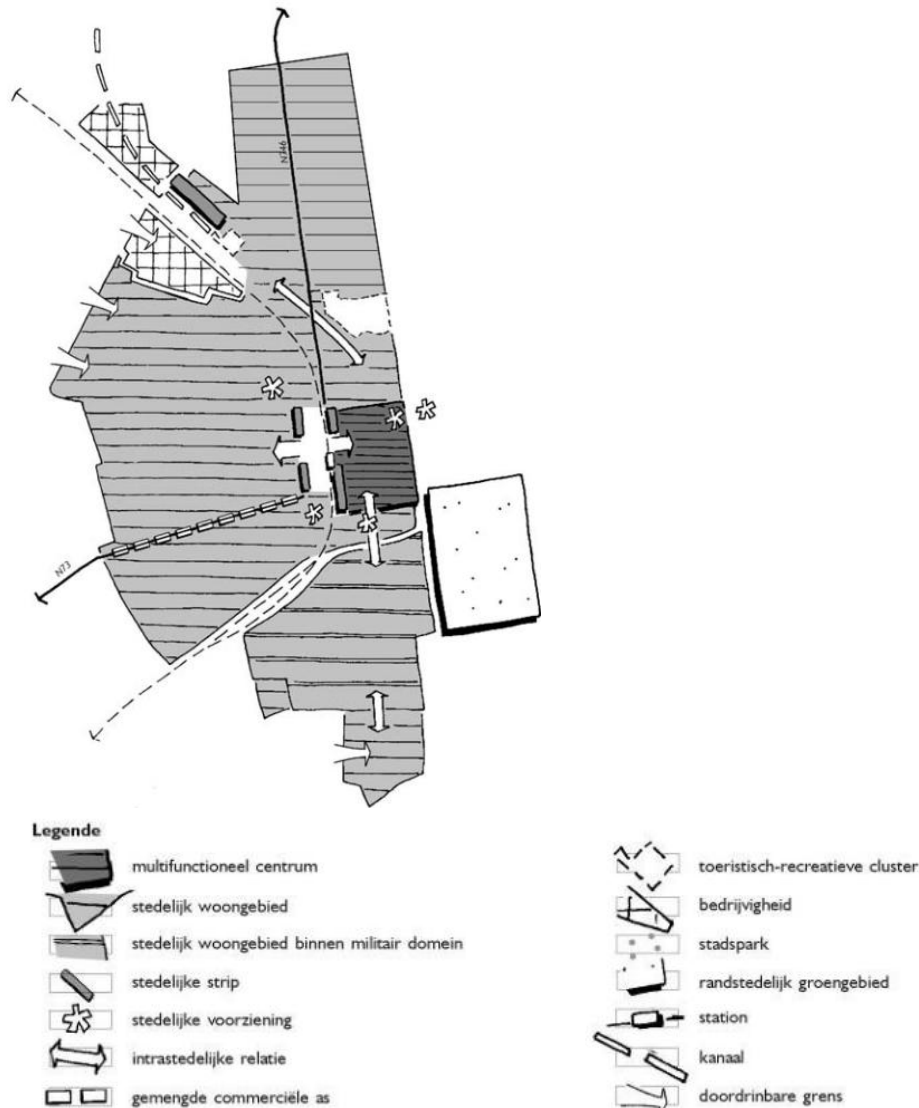 N746
N73
Legende
multifunctioneel centrum
stedelijk woongebied
stedelijk woongebied binnen militair domein
stedelijke strip
stedelijke voorziening
intrastedelijke relatie
gemengde commerciële as
toeristisch-recreatieve cluster
bedrijvigheid
stadspark
randstedelijk groengebied
station
kanaal
doordrinbare grens